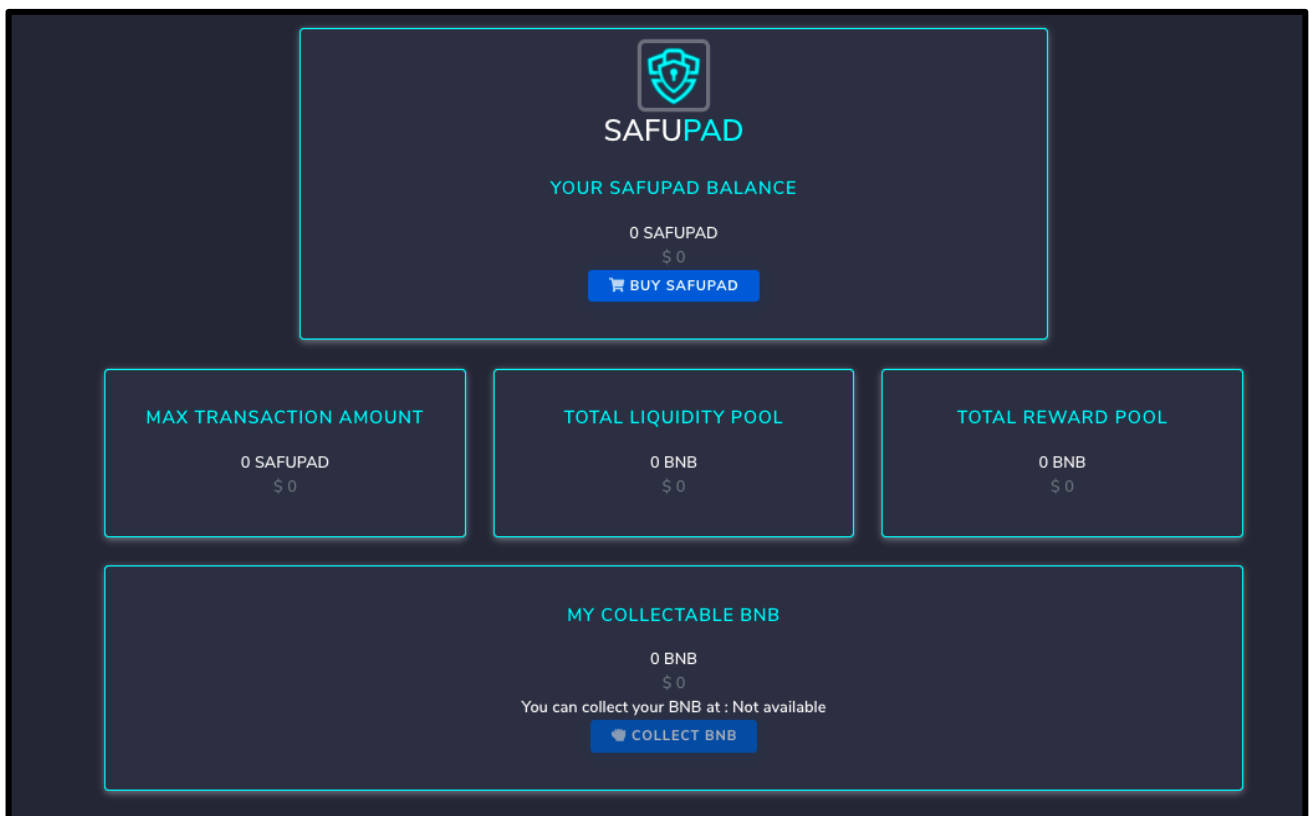 SAFUPAD
YOUR SAFUPAD BALANCE
0 SAFUPAD
$ 0
BUY SAFUPAD
MAX TRANSACTION AMOUNT
0 SAFUPAD
$ 0
TOTAL LIQUIDITY POOL
0 BNB
$ 0
TOTAL REWARD POOL
0 BNB
$ 0
MY COLLECTABLE BNB
0 BNB
$ 0
You can collect your BNB at : Not available
COLLECT BNB